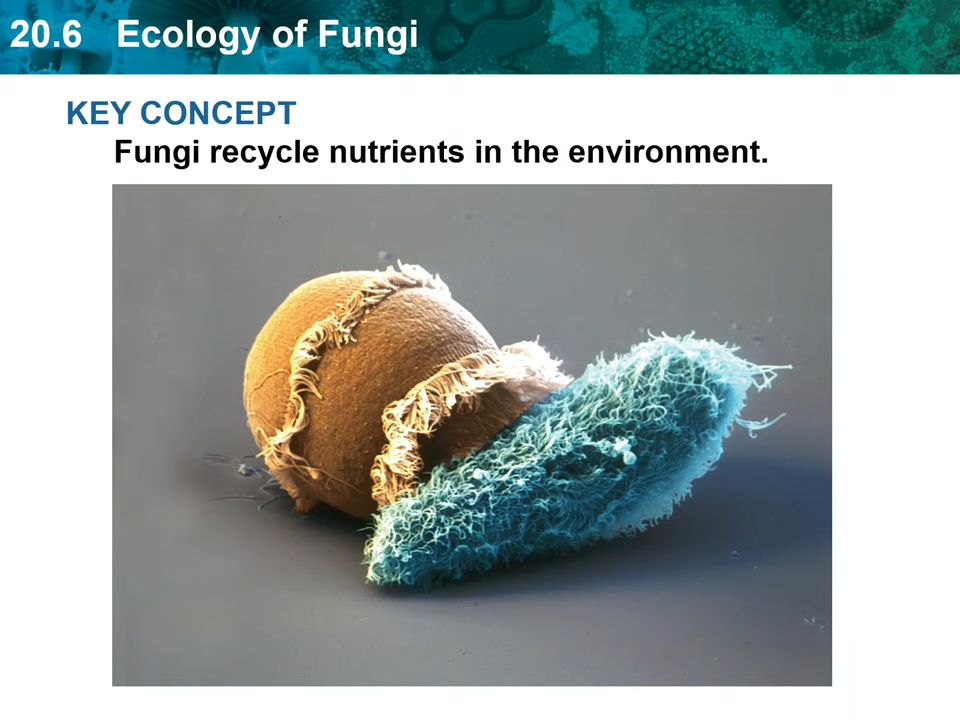 20.6 Ecology of Fungi
KEY CONCEPT
Fungi recycle nutrients in the environment.